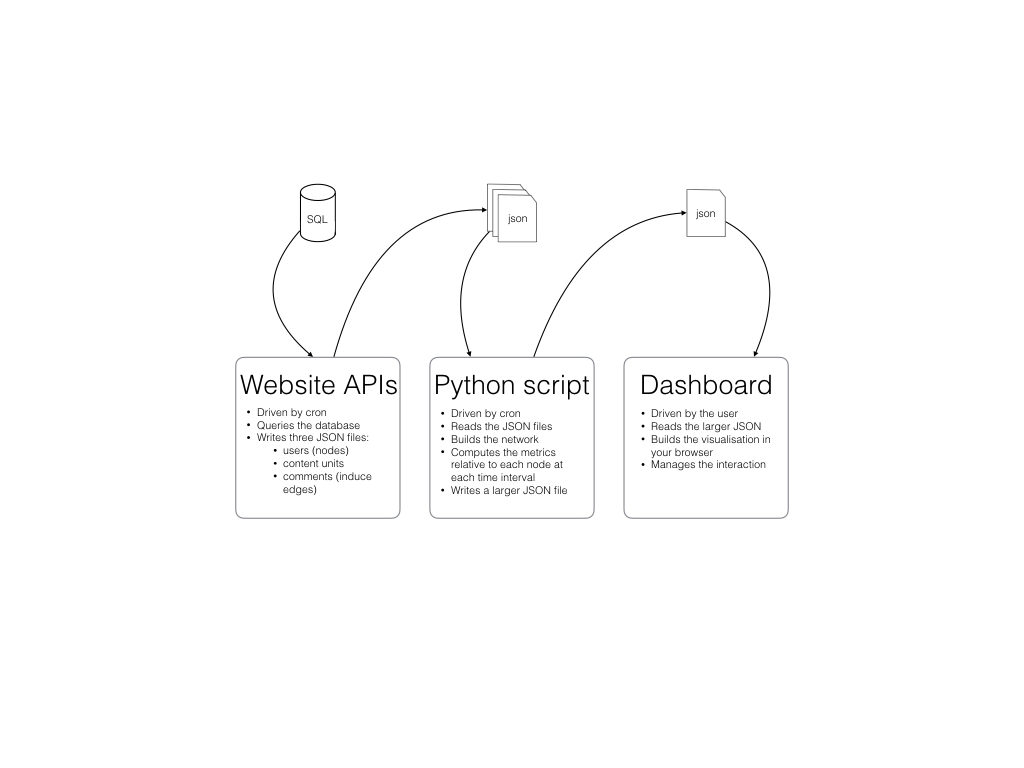 SQL
json
json
Website APIs
• Driven by cron
• Queries the database
• Writes three JSON files:
• users (nodes)
• content units
• comments (induce
edges)
Python script
• Driven by cron
• Reads the JSON files
• Builds the network
• Computes the metrics
relative to each node at
each time interval
• Writes a larger JSON file
Dashboard
• Driven by the user
• Reads the larger JSON
• Builds the visualisation in
your browser
• Manages the interaction